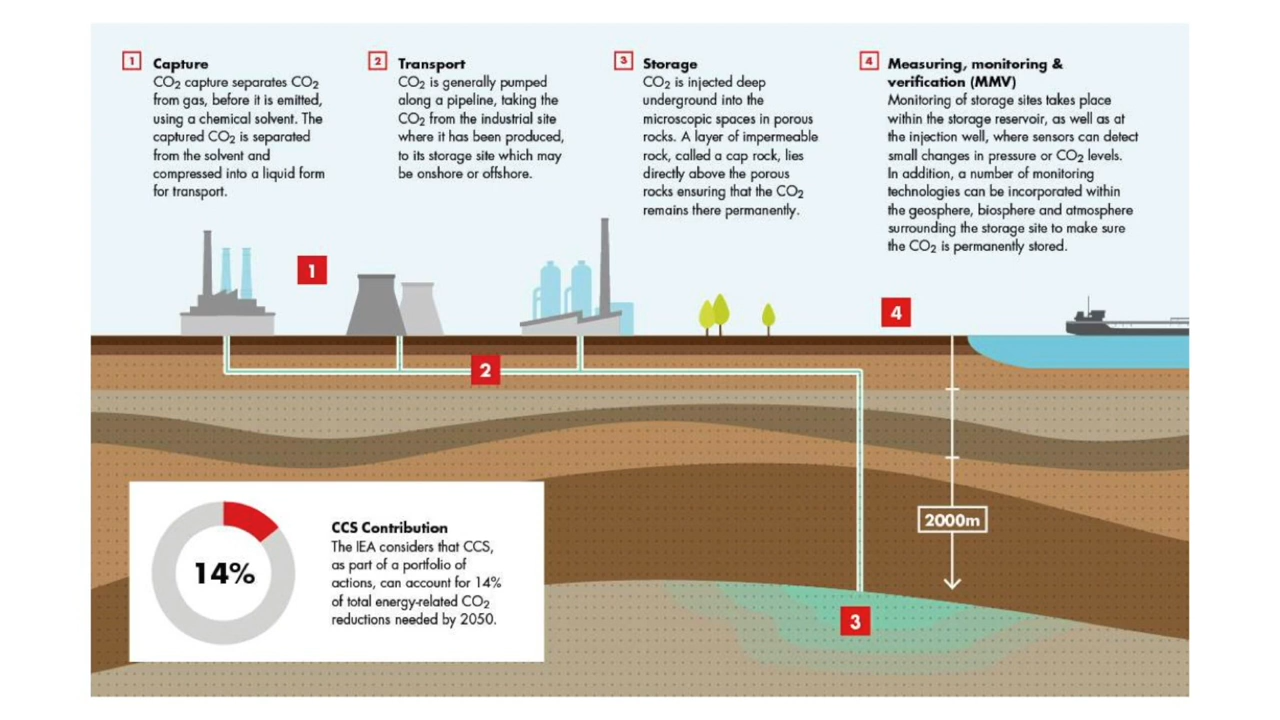 1 Capture
CO2 capture separates CO2
from gas, before it is emitted,
using a chemical solvent. The
captured CO2 is separated
from the solvent and
compressed into a liquid form
for transport.
2 Transport
CO2 is generally pumped
along a pipeline, taking the
CO2 from the industrial site
where it has been produced,
to its storage site which may
be onshore or offshore.
3 Storage
CO2 is injected deep
underground into the
microscopic spaces in porous
rocks. A layer of impermeable
rock, called a cap rock, lies
directly above the porous
rocks ensuring that the CO2
remains there permanently.
4 Measuring, monitoring &
verification (MMV)
Monitoring of storage sites takes place
within the storage reservoir, as well as at
the injection well, where sensors can detect
small changes in pressure or CO2 levels.
In addition, a number of monitoring
technologies can be incorporated within
the geosphere, biosphere and atmosphere
surrounding the storage site to make sure
the CO2 is permanently stored.
1
4
2
2000m
3
14%
CCS Contribution
The IEA considers that CCS,
as part of a portfolio of
actions, can account for 14%
of total energy-related CO2
reductions needed by 2050.